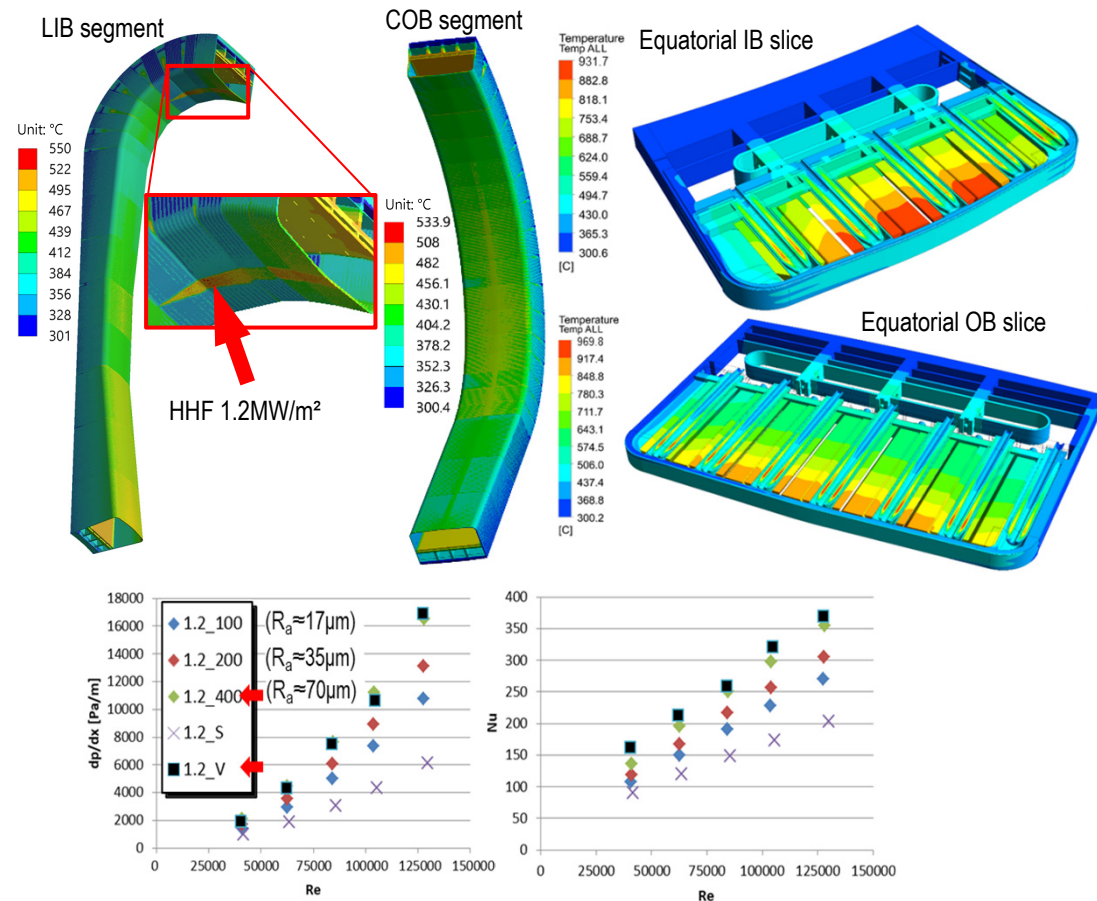 LIB segment
COB segment
Equatorial IB slice
Unit: °C
550
522
495
467
439
412
384
356
329
301
HHF 1.2MW/m²
Unit: °C
533.9
508
482
456.1
430.1
404.2
378.2
352.3
326.3
300.4
Temperature
Temp ALL
931.7
882.8
818.1
753.4
688.7
624.0
559.4
494.7
430.0
365.3
300.6
[C]
Equatorial OB slice
Temperature
Temp ALL
969.8
917.4
848.8
780.3
711.7
643.1
574.5
506.0
437.4
368.8
300.2
[C]
dp/dx [Pa/m]
18000
16000
14000
12000
10000
8000
6000
4000
2000
0
1.2_100 (Rₐ≈17µm)
1.2_200 (Rₐ≈35µm)
1.2_400 (Rₐ≈70µm)
1.2_S
1.2_V
0 25000 50000 75000 100000 125000 150000
Re
Nu
400
350
300
250
200
150
100
50
0
0 25000 50000 75000 100000 125000 150000
Re